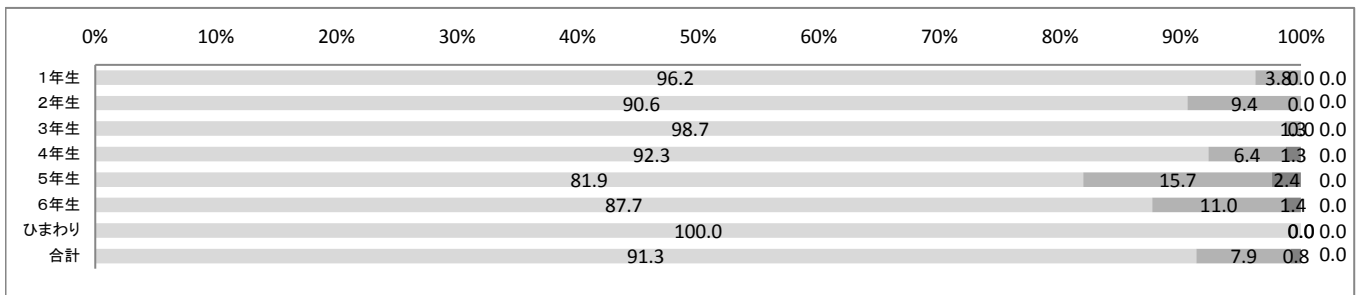 0% 10% 20% 30% 40% 50% 60% 70% 80% 90% 100%
1年生 96.2 3.8 0.0 0.0
2年生 90.6 9.4 0.0 0.0
3年生 98.7 1.3 0.0 0.0
4年生 92.3 6.4 1.3 0.0
5年生 81.9 15.7 2.4 0.0
6年生 87.7 11.0 1.4 0.0
ひまわり 100.0 0.0 0.0
合計 91.3 7.9 0.8 0.0